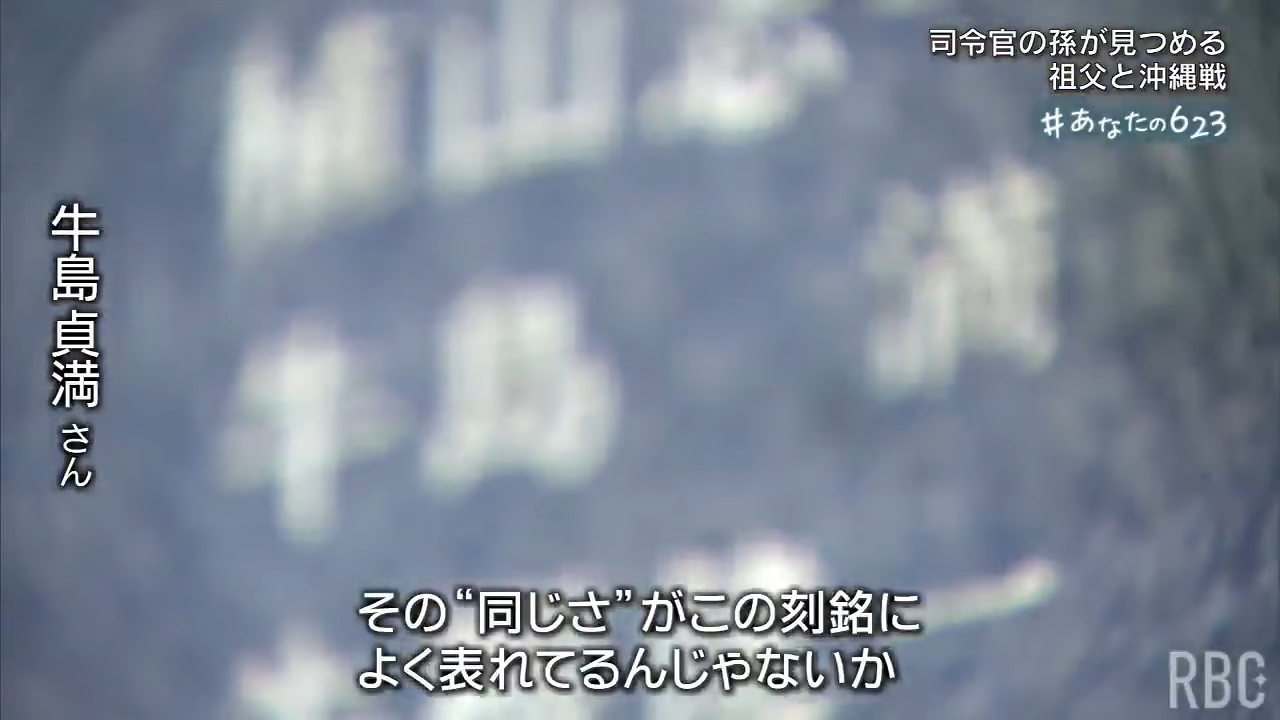 司令官の孫が見つめる
祖父と沖縄戦
#あなたの623
牛島貞満さん
牛島 満
その“同じさ”がこの刻銘に
よく表れてるんじゃないか
RBC